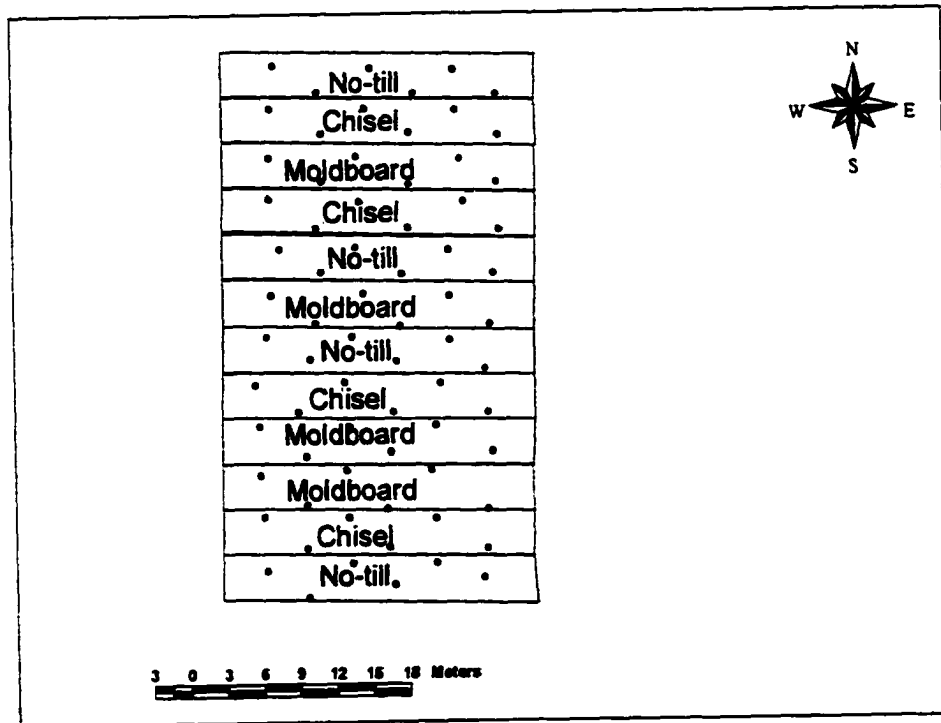 N
W E
S
No-till
Chisel
Moldboard
Chisel
No-till
Moldboard
No-till
Chisel
Moldboard
Moldboard
Chisel
No-till
3 0 3 6 9 12 15 18 Meters